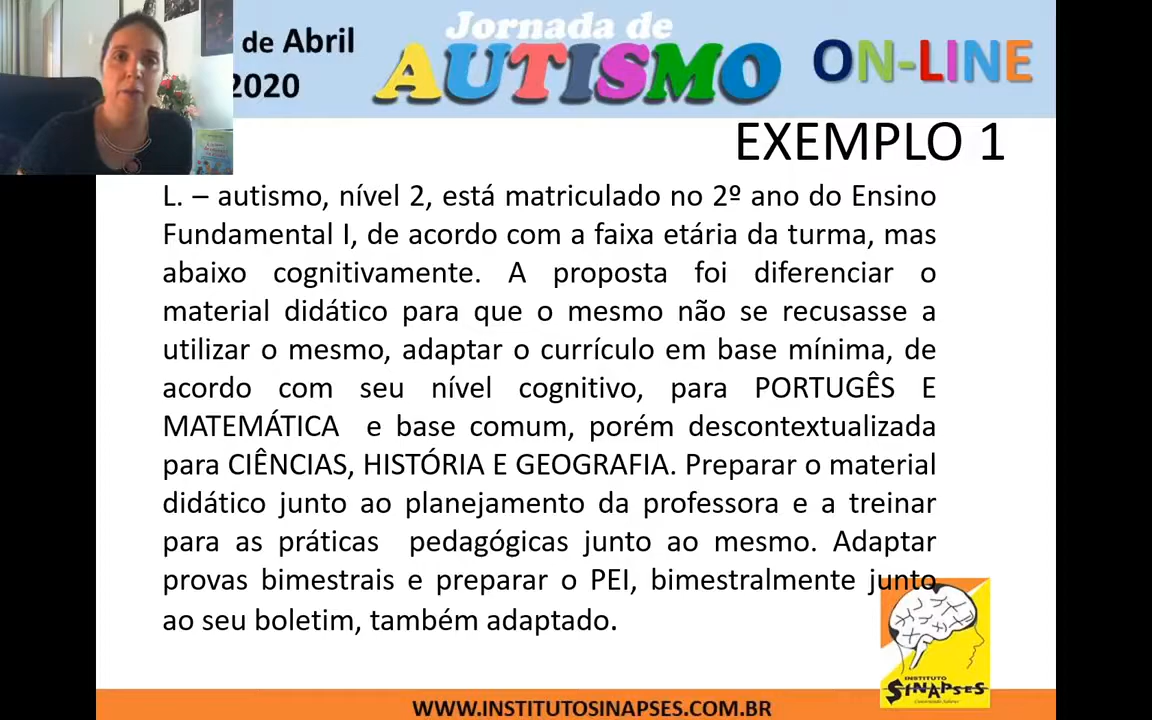 Jornada de
de Abril
2020
AUTISMO
ON-LINE
EXEMPLO 1
L. – autismo, nível 2, está matriculado no 2º ano do Ensino
Fundamental I, de acordo com a faixa etária da turma, mas
abaixo cognitivamente. A proposta foi diferenciar o
material didático para que o mesmo não se recusasse a
utilizar o mesmo, adaptar o currículo em base mínima, de
acordo com seu nível cognitivo, para PORTUGÊS E
MATEMÁTICA e base comum, porém descontextualizada
para CIÊNCIAS, HISTÓRIA E GEOGRAFIA. Preparar o material
didático junto ao planejamento da professora e a treinar
para as práticas pedagógicas junto ao mesmo. Adaptar
provas bimestrais e preparar o PEI, bimestralmente junto
ao seu boletim, também adaptado.
INSTITUTO
SINAPSES
WWW.INSTITUTOSINAPSES.COM.BR